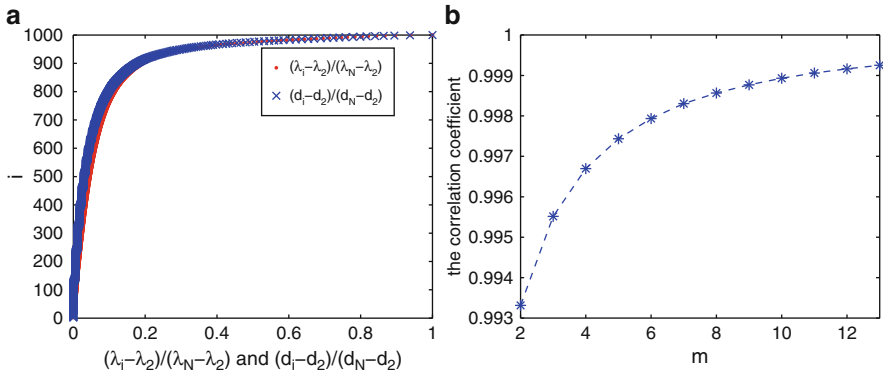 a
1000
900
800
700
600
500
400
300
200
100
0
i
0 0.2 0.4 0.6 0.8 1
(λi–λ2)/(λN–λ2) and (di–d2)/(dN–d2)
(λi–λ2)/(λN–λ2)
(di–d2)/(dN–d2)
b
0.999
0.998
0.997
0.996
0.995
0.994
0.993
the correlation coefficient
2 4 6 8 10 12
m